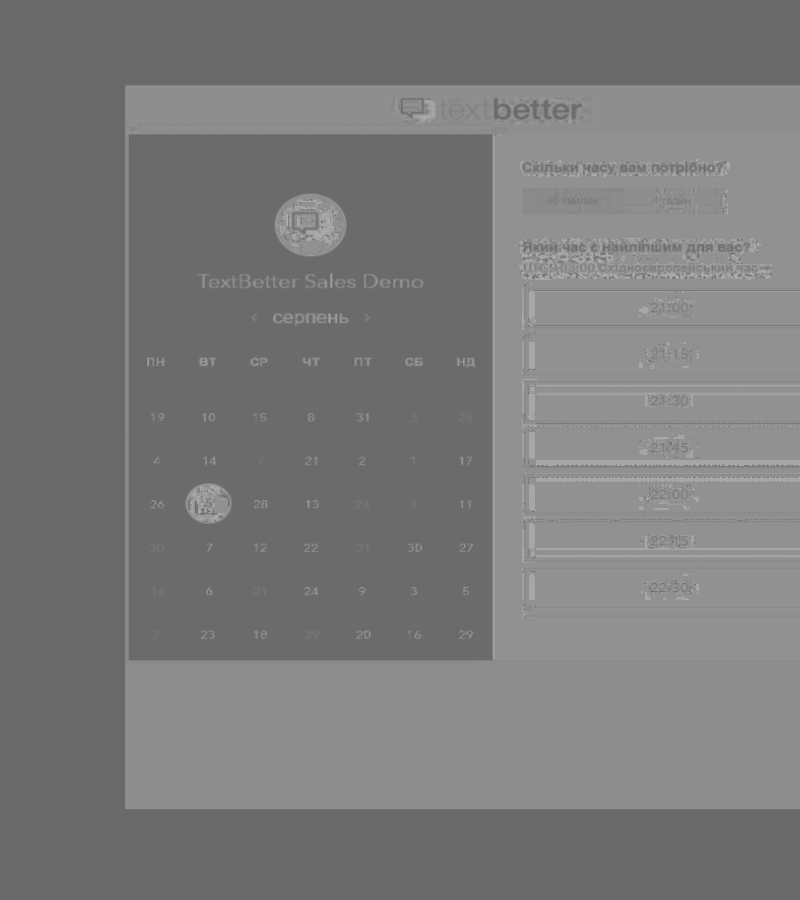 textbetter
TextBetter Sales Demo
‹ серпень ›
ПН ВТ СР ЧТ ПТ СБ НД
19 10 15 8 31 3 26
4 14 7 21 2 1 17
26 28 13 24 1 11
30 7 12 22 21 30 27
14 6 21 24 9 3 5
2 23 18 29 20 16 29
Скільки часу вам потрібно?
Який час є найліпшим для вас?
UTC+03:00 Східноєвропейський час
21:00
21:15
21:30
21:45
22:00
22:15
22:30